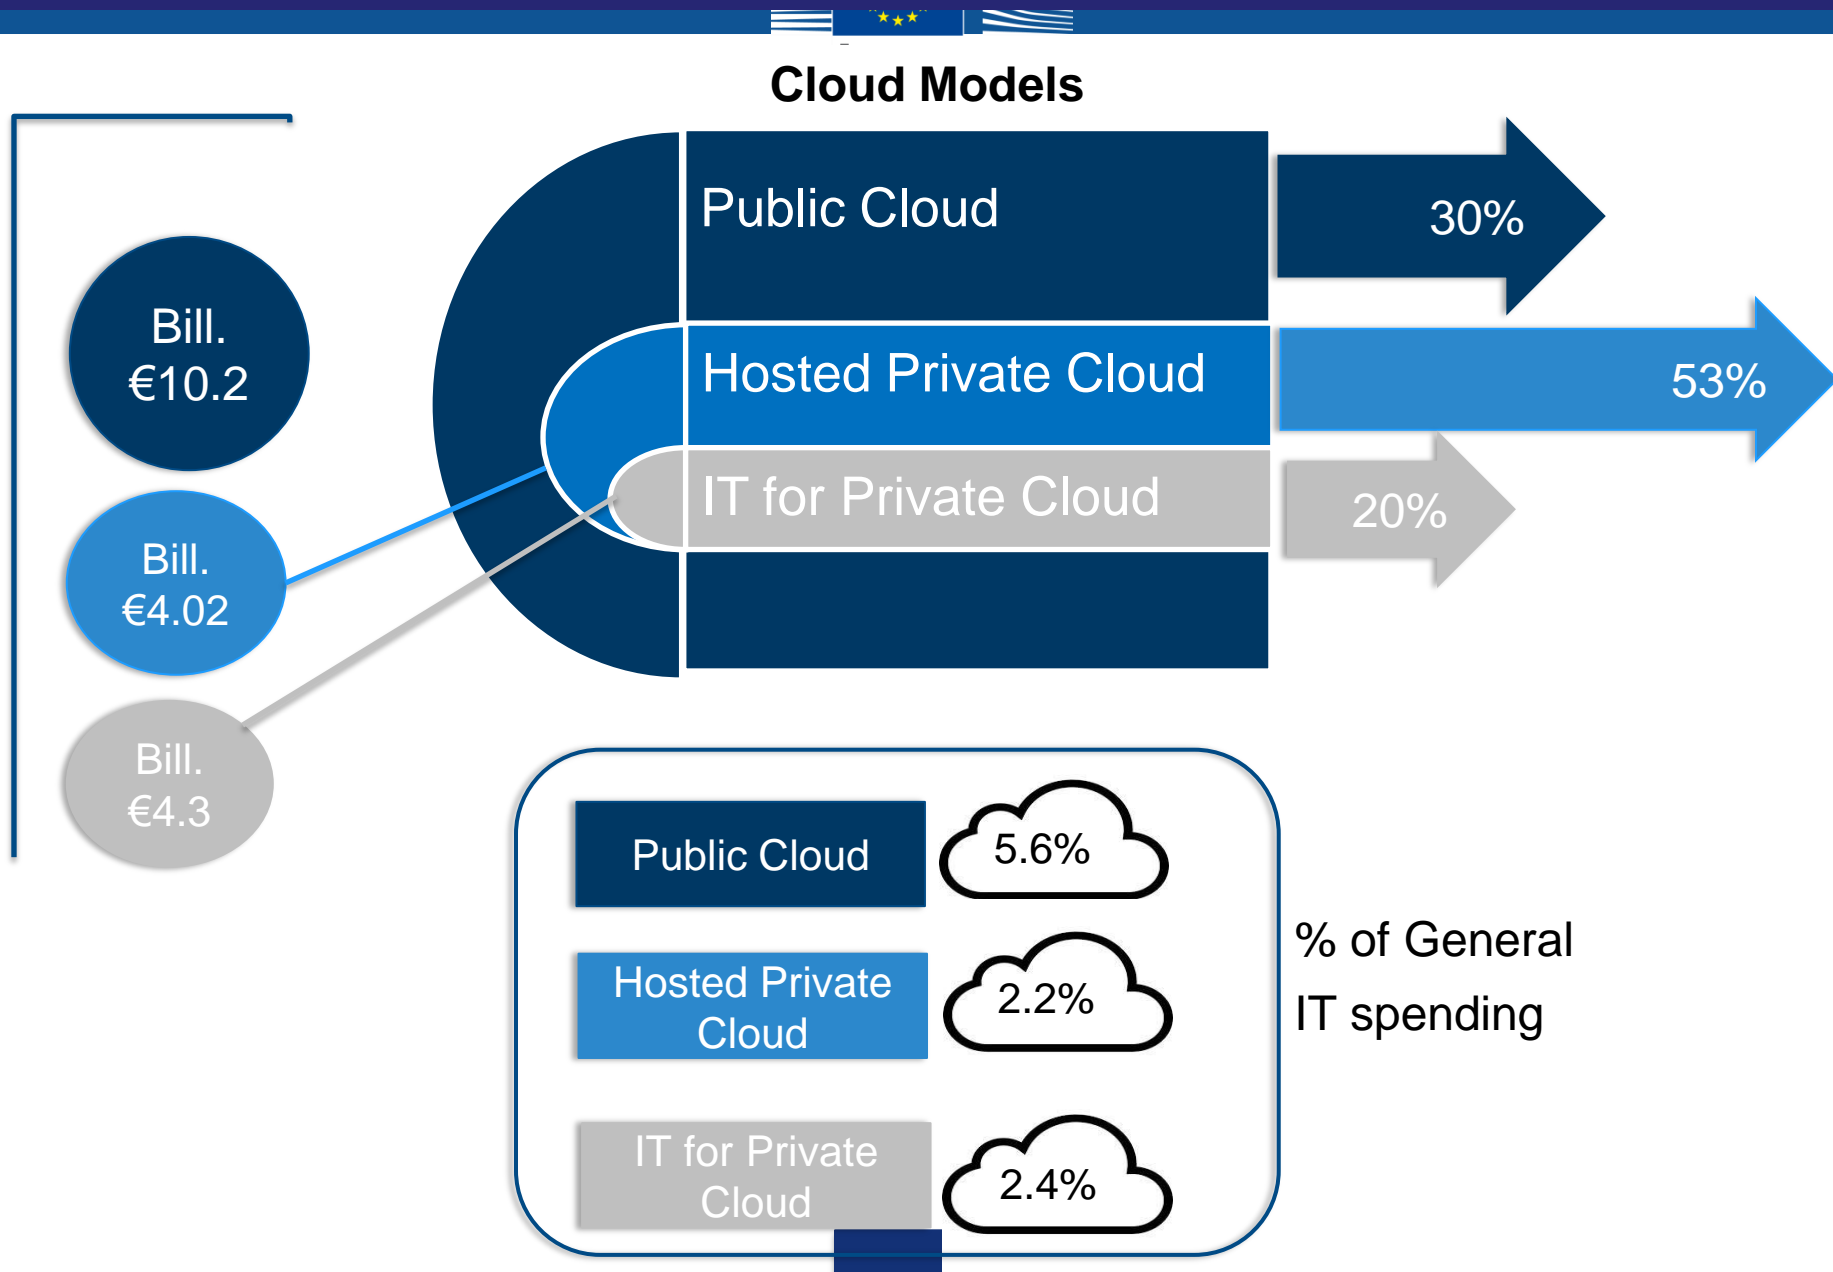 Cloud Models
Public Cloud
30%
Bill.
€10.2
Hosted Private Cloud
53%
IT for Private Cloud
20%
Bill.
€4.02
Bill.
€4.3
Public Cloud
5.6%
Hosted Private
Cloud
2.2%
IT for Private
Cloud
2.4%
% of General
IT spending